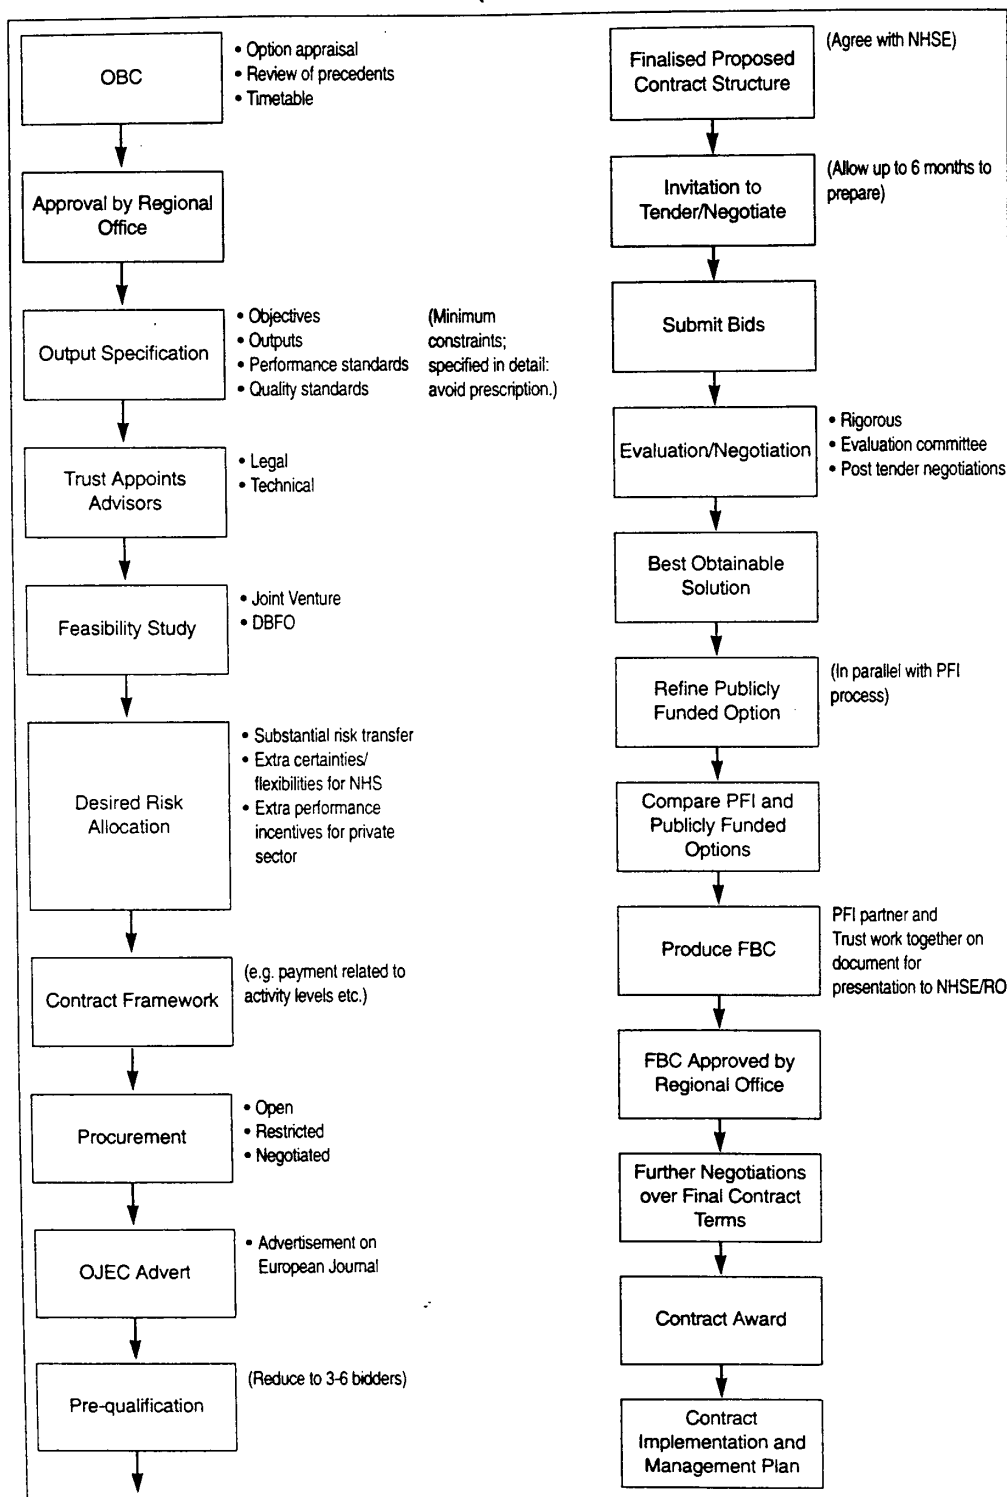 OBC
• Option appraisal
• Review of precedents
• Timetable
Approval by Regional
Office
Output Specification
• Objectives
• Outputs
• Performance standards
• Quality standards
(Minimum
constraints;
specified in detail:
avoid prescription.)
Trust Appoints
Advisors
• Legal
• Technical
Feasibility Study
• Joint Venture
• DBFO
Desired Risk
Allocation
• Substantial risk transfer
• Extra certainties/
flexibilities for NHS
• Extra performance
incentives for private
sector
Contract Framework
(e.g. payment related to
activity levels etc.)
Procurement
• Open
• Restricted
• Negotiated
OJEC Advert
• Advertisement on
European Journal
Pre-qualification
(Reduce to 3-6 bidders)
Finalised Proposed
Contract Structure
(Agree with NHSE)
Invitation to
Tender/Negotiate
(Allow up to 6 months to
prepare)
Submit Bids
Evaluation/Negotiation
• Rigorous
• Evaluation committee
• Post tender negotiations
Best Obtainable
Solution
Refine Publicly
Funded Option
(In parallel with PFI
process)
Compare PFI and
Publicly Funded
Options
Produce FBC
PFI partner and
Trust work together on
document for
presentation to NHSE/RO
FBC Approved by
Regional Office
Further Negotiations
over Final Contract
Terms
Contract Award
Contract
Implementation and
Management Plan